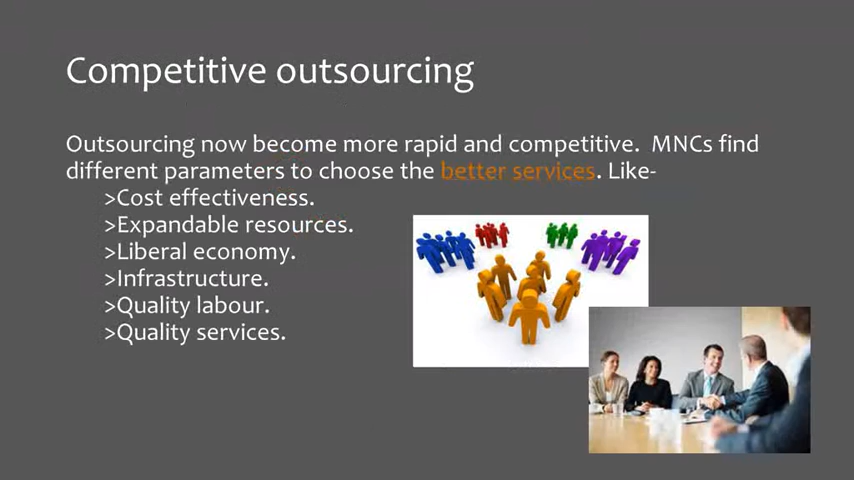 Competitive outsourcing
Outsourcing now become more rapid and competitive.  MNCs find
different parameters to choose the better services. Like-
>Cost effectiveness.
>Expandable resources.
>Liberal economy.
>Infrastructure.
>Quality labour.
>Quality services.